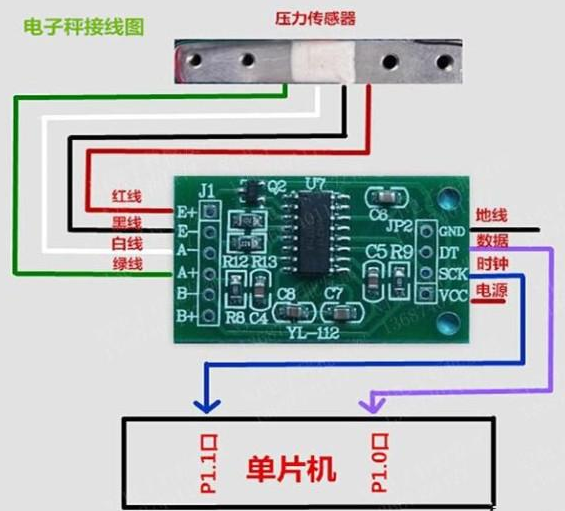 电子秤接线图
压力传感器
J1
Q2
U7
C6
JP2
红线
E+
黑线
E-
白线
A-
绿线
A+
B-
B+
R12
R13
R8
C4
C8
C7
C5
R9
YL-112
GND
地线
DT
数据
SCK
时钟
VCC
电源
P1.1口
单片机
P1.0口